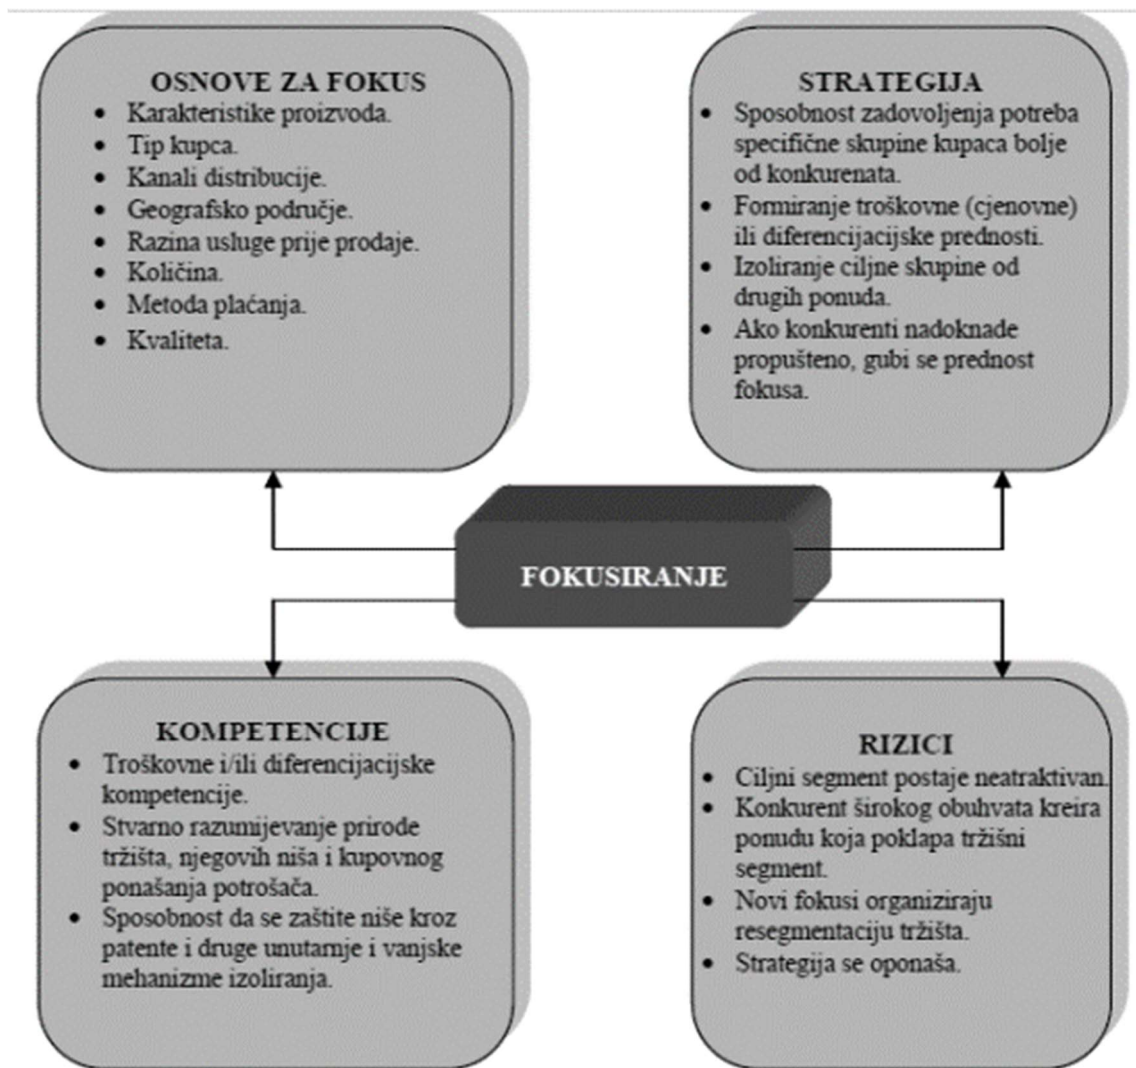 OSNOVE ZA FOKUS
• Karakteristike proizvoda.
• Tip kupca.
• Kanali distribucije.
• Geografsko područje.
• Razina usluge prije prodaje.
• Količina.
• Metoda plaćanja.
• Kvaliteta.
STRATEGIJA
• Sposobnost zadovoljenja potreba
specifične skupine kupaca bolje
od konkurenata.
• Formiranje troškovne (cjenovne)
ili diferencijacijske prednosti.
• Izoliranje ciljne skupine od
drugih ponuda.
• Ako konkurenti nadoknade
propušteno, gubi se prednost
fokusa.
FOKUSIRANJE
KOMPETENCIJE
• Troškovne i/ili diferencijacijske
kompetencije.
• Stvarno razumijevanje prirode
tržišta, njegovih niša i kupovnog
ponašanja potrošača.
• Sposobnost da se zaštite niše kroz
patente i druge unutarnje i vanjske
mehanizme izoliranja.
RIZICI
• Ciljni segment postaje neatraktivan.
• Konkurent širokog obuhvata kreira
ponudu koja poklapa tržišni
segment.
• Novi fokusi organiziraju
resegmentaciju tržišta.
• Strategija se oponaša.